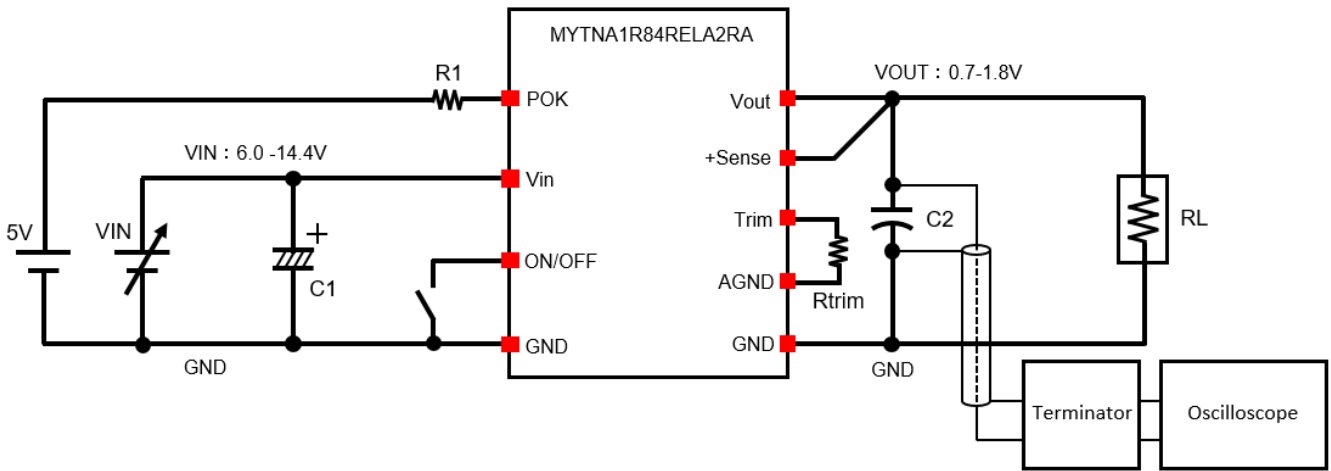 MYTNA1R84RELA2RA
R1
VOUT：0.7-1.8V
POK
Vout
VIN：6.0 -14.4V
+Sense
Vin
Trim
C2
RL
5V
VIN
+
C1
ON/OFF
AGND
Rtrim
GND
GND
GND
GND
Terminator
Oscilloscope